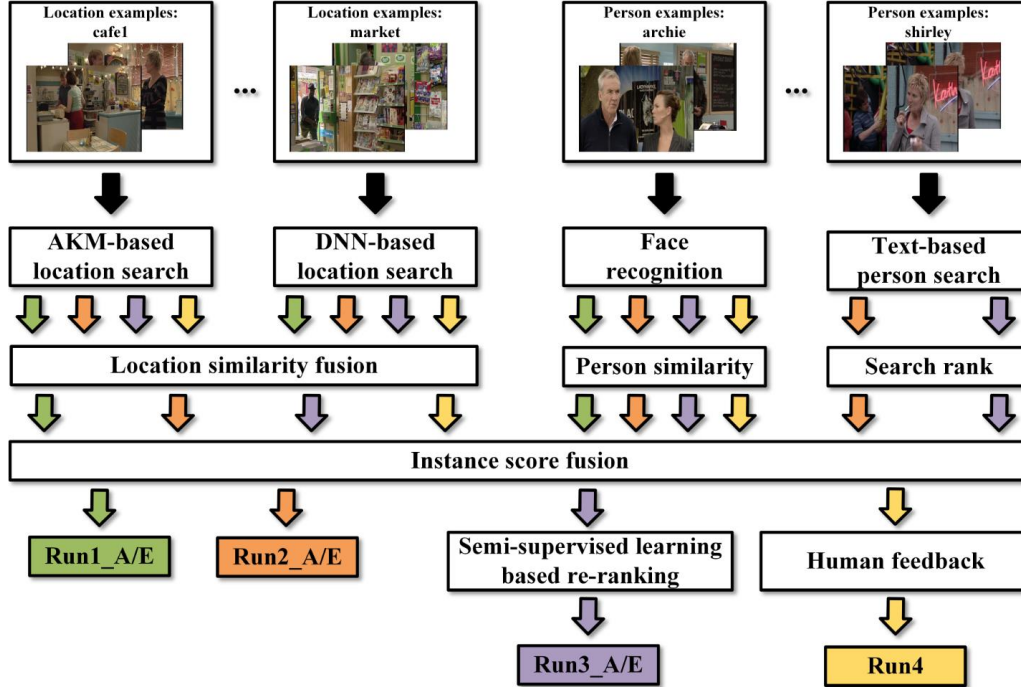 Location examples:
cafe1
Location examples:
market
Person examples:
archie
Person examples:
shirley
...
...
AKM-based
location search
DNN-based
location search
Face
recognition
Text-based
person search
Location similarity fusion
Person similarity
Search rank
Instance score fusion
Run1_A/E
Run2_A/E
Semi-supervised learning
based re-ranking
Human feedback
Run3_A/E
Run4